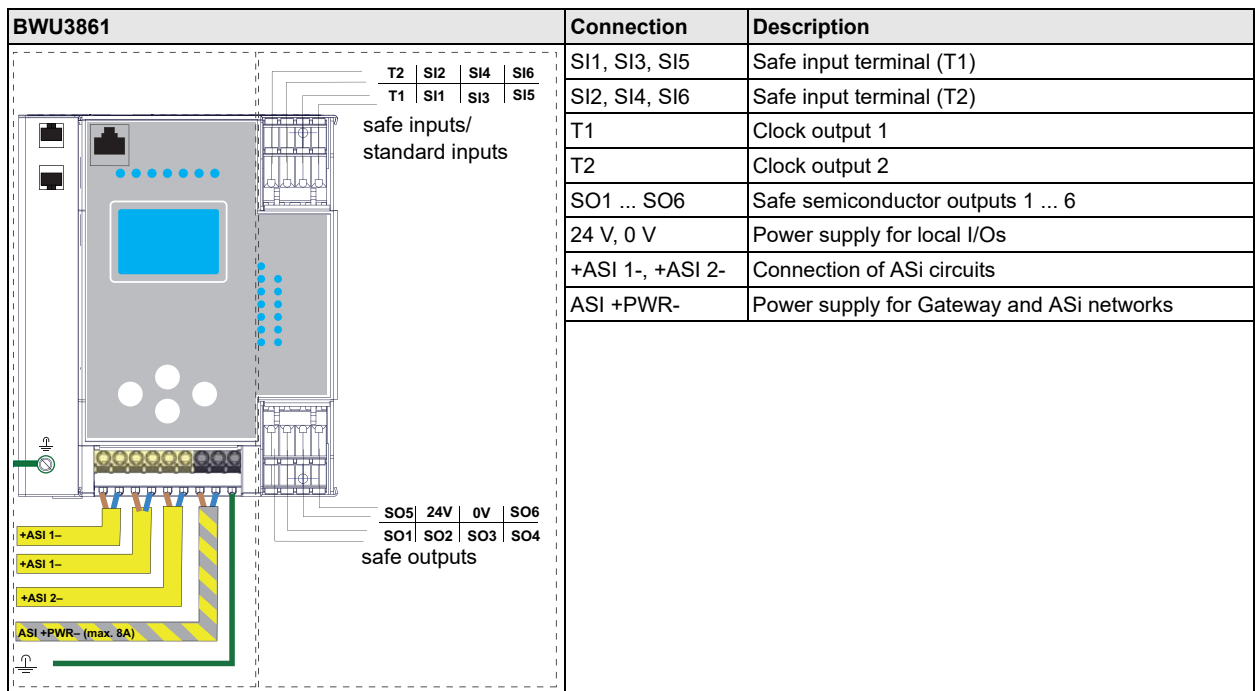 BWU3861 Connection Description
T2 SI2 SI4 SI6
T1 SI1 SI3 SI5
safe inputs/
standard inputs
SO5 24V 0V SO6
SO1 SO2 SO3 SO4
safe outputs
+ASI 1–
+ASI 1–
+ASI 2–
ASI +PWR– (max. 8A)
SI1, SI3, SI5 Safe input terminal (T1)
SI2, SI4, SI6 Safe input terminal (T2)
T1 Clock output 1
T2 Clock output 2
SO1 ... SO6 Safe semiconductor outputs 1 ... 6
24 V, 0 V Power supply for local I/Os
+ASI 1-, +ASI 2- Connection of ASi circuits
ASI +PWR- Power supply for Gateway and ASi networks